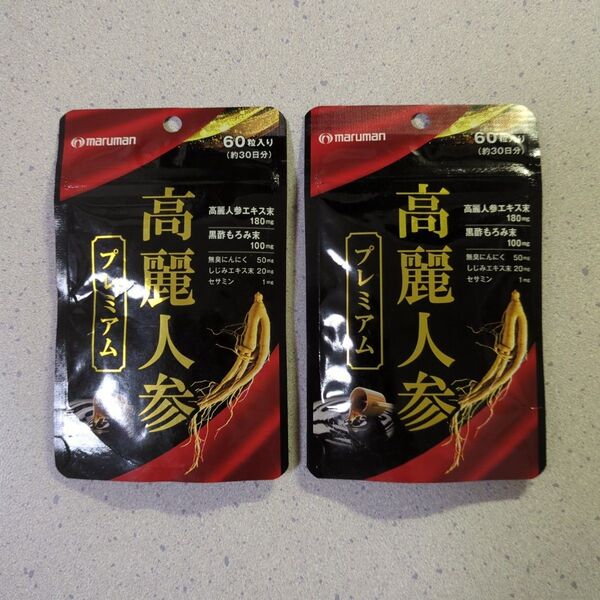 maruman
60粒入り
(約30日分)
高麗人参
プレミアム
高麗人参エキス末
180mg
黒酢もろみ末
100mg
無臭にんにく 50mg
しじみエキス末 20mg
セサミン 1mg
maruman
60粒入り
(約30日分)
高麗人参
プレミアム
高麗人参エキス末
180mg
黒酢もろみ末
100mg
無臭にんにく 50mg
しじみエキス末 20mg
セサミン 1mg